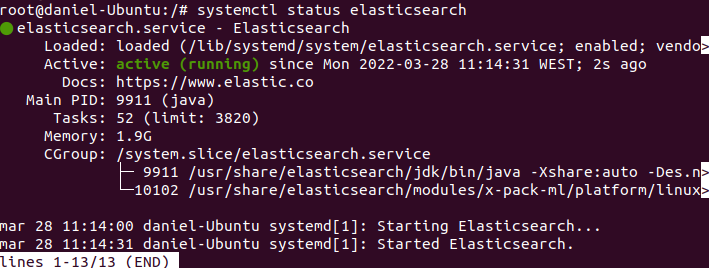 root@daniel-Ubuntu:/# systemctl status elasticsearch
● elasticsearch.service - Elasticsearch
     Loaded: loaded (/lib/systemd/system/elasticsearch.service; enabled; vendo>
     Active: active (running) since Mon 2022-03-28 11:14:31 WEST; 2s ago
       Docs: https://www.elastic.co
   Main PID: 9911 (java)
      Tasks: 52 (limit: 3820)
     Memory: 1.9G
     CGroup: /system.slice/elasticsearch.service
             ├─ 9911 /usr/share/elasticsearch/jdk/bin/java -Xshare:auto -Des.n>
             └─10102 /usr/share/elasticsearch/modules/x-pack-ml/platform/linux>
mar 28 11:14:00 daniel-Ubuntu systemd[1]: Starting Elasticsearch...
mar 28 11:14:31 daniel-Ubuntu systemd[1]: Started Elasticsearch.
lines 1-13/13 (END)